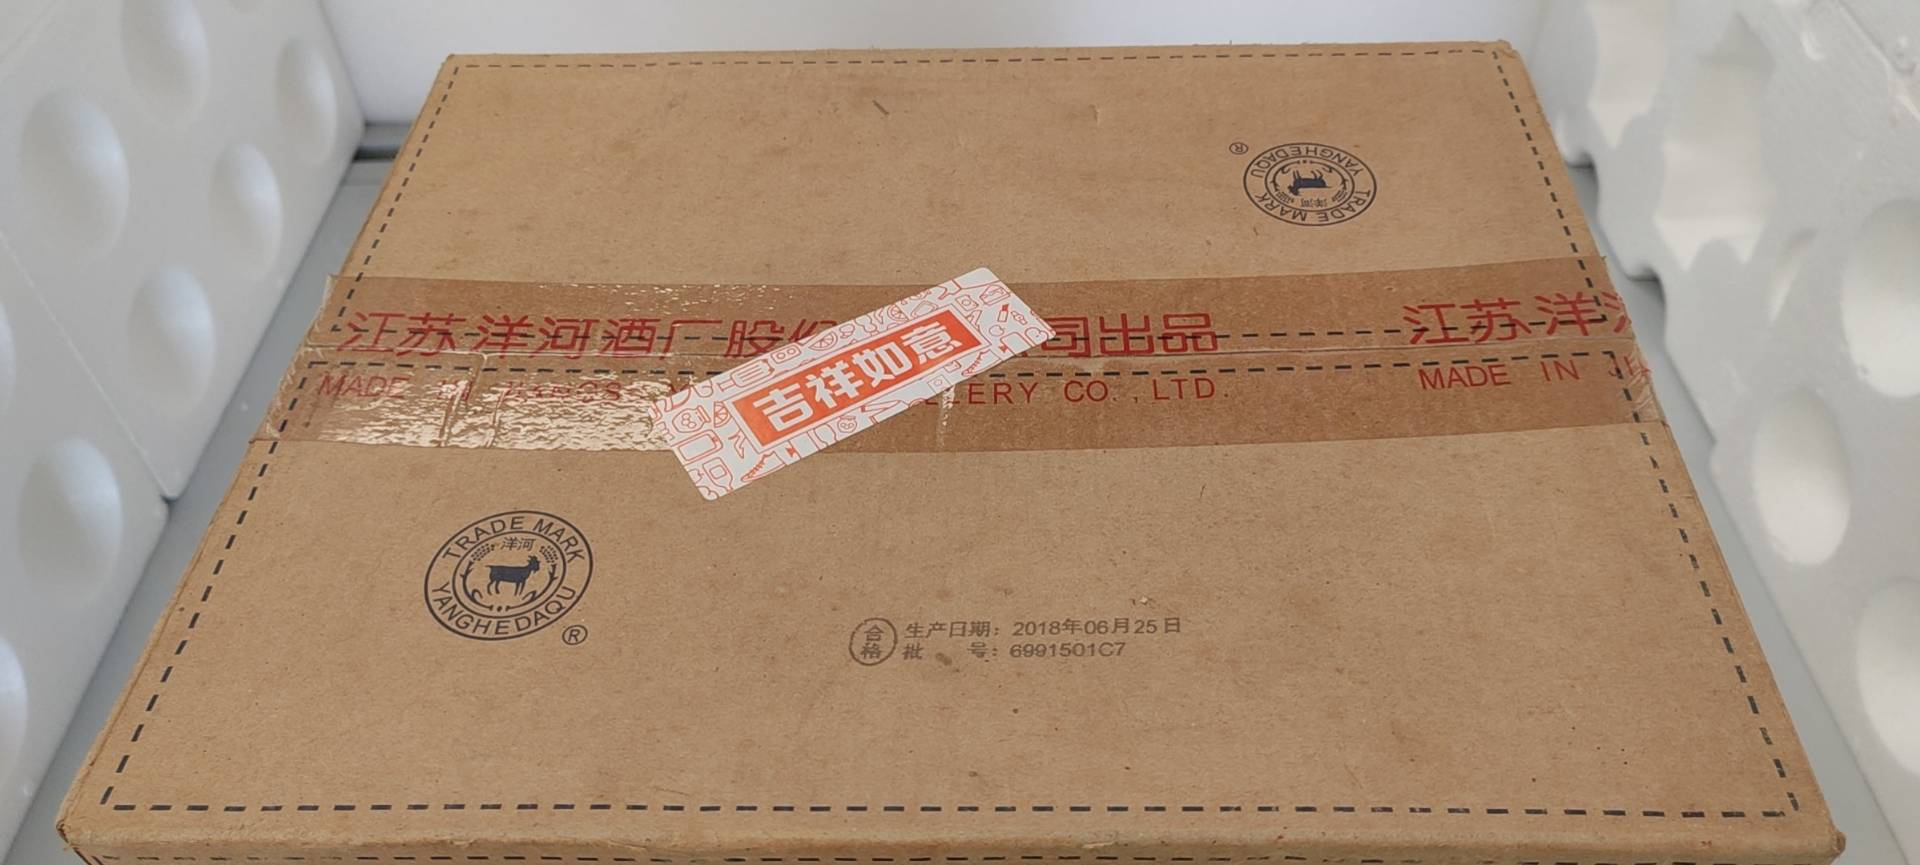 TRADE MARK
YANGHEDAQU
®
江苏洋河酒厂股份
司出品
江苏洋
MADE IN JIANGS
LERY CO., LTD.
MADE IN
吉祥如意
TRADE MARK
洋河
YANGHEDAQU
®
合格
生产日期：2018年06月25日
批 号：6991501C7